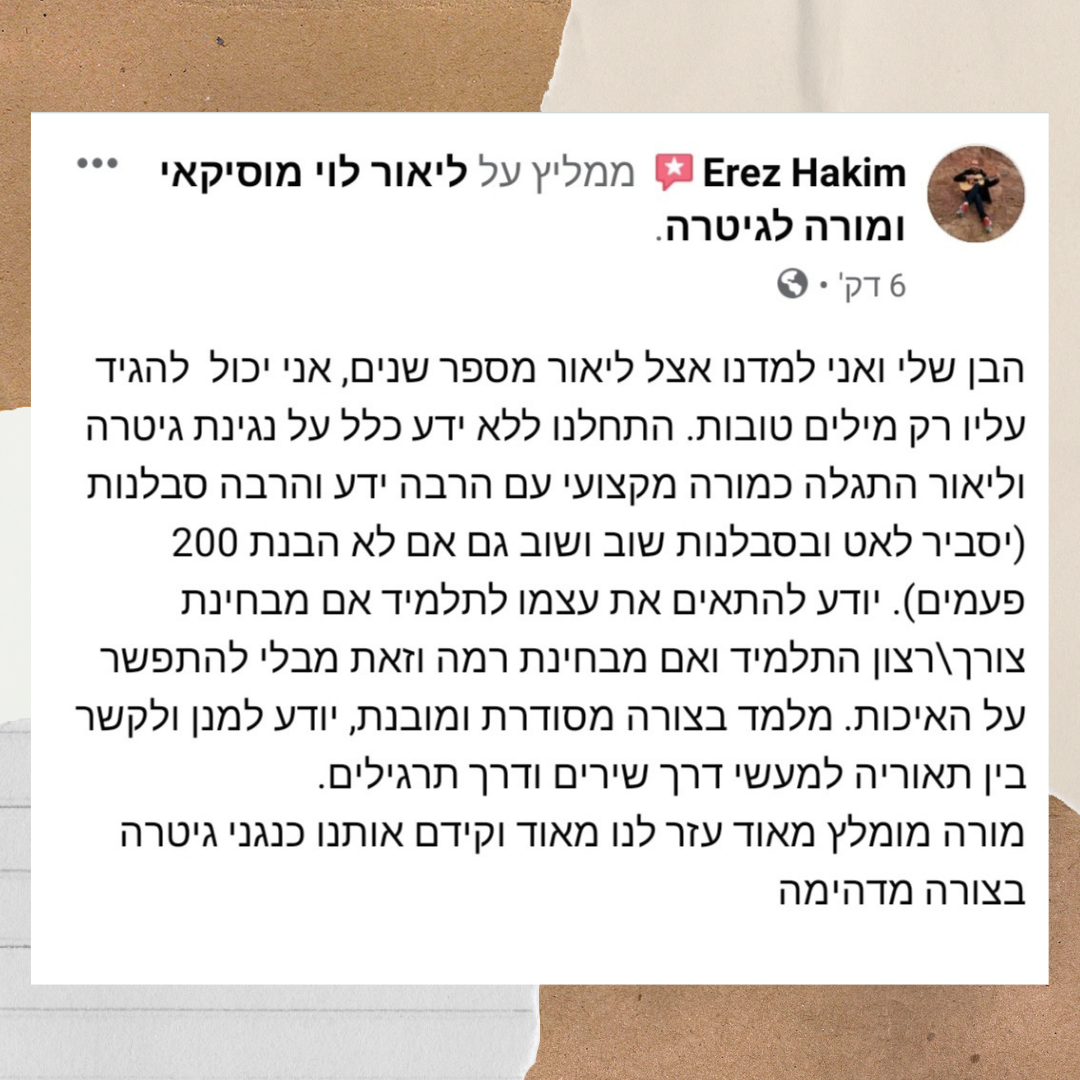 Erez Hakim ממליץ על ליאור לוי מוסיקאי
ומורה לגיטרה.
6 דק' •
הבן שלי ואני למדנו אצל ליאור מספר שנים, אני יכול להגיד
עליו רק מילים טובות. התחלנו ללא ידע כלל על נגינת גיטרה
וליאור התגלה כמורה מקצועי עם הרבה ידע והרבה סבלנות
(יסביר לאט ובסבלנות שוב ושוב גם אם לא הבנת 200
פעמים). יודע להתאים את עצמו לתלמיד אם מבחינת
צורך\רצון התלמיד ואם מבחינת רמה וזאת מבלי להתפשר
על האיכות. מלמד בצורה מסודרת ומובנת, יודע למנן ולקשר
בין תאוריה למעשי דרך שירים ודרך תרגילים.
מורה מומלץ מאוד עזר לנו מאוד וקידם אותנו כנגני גיטרה
בצורה מדהימה